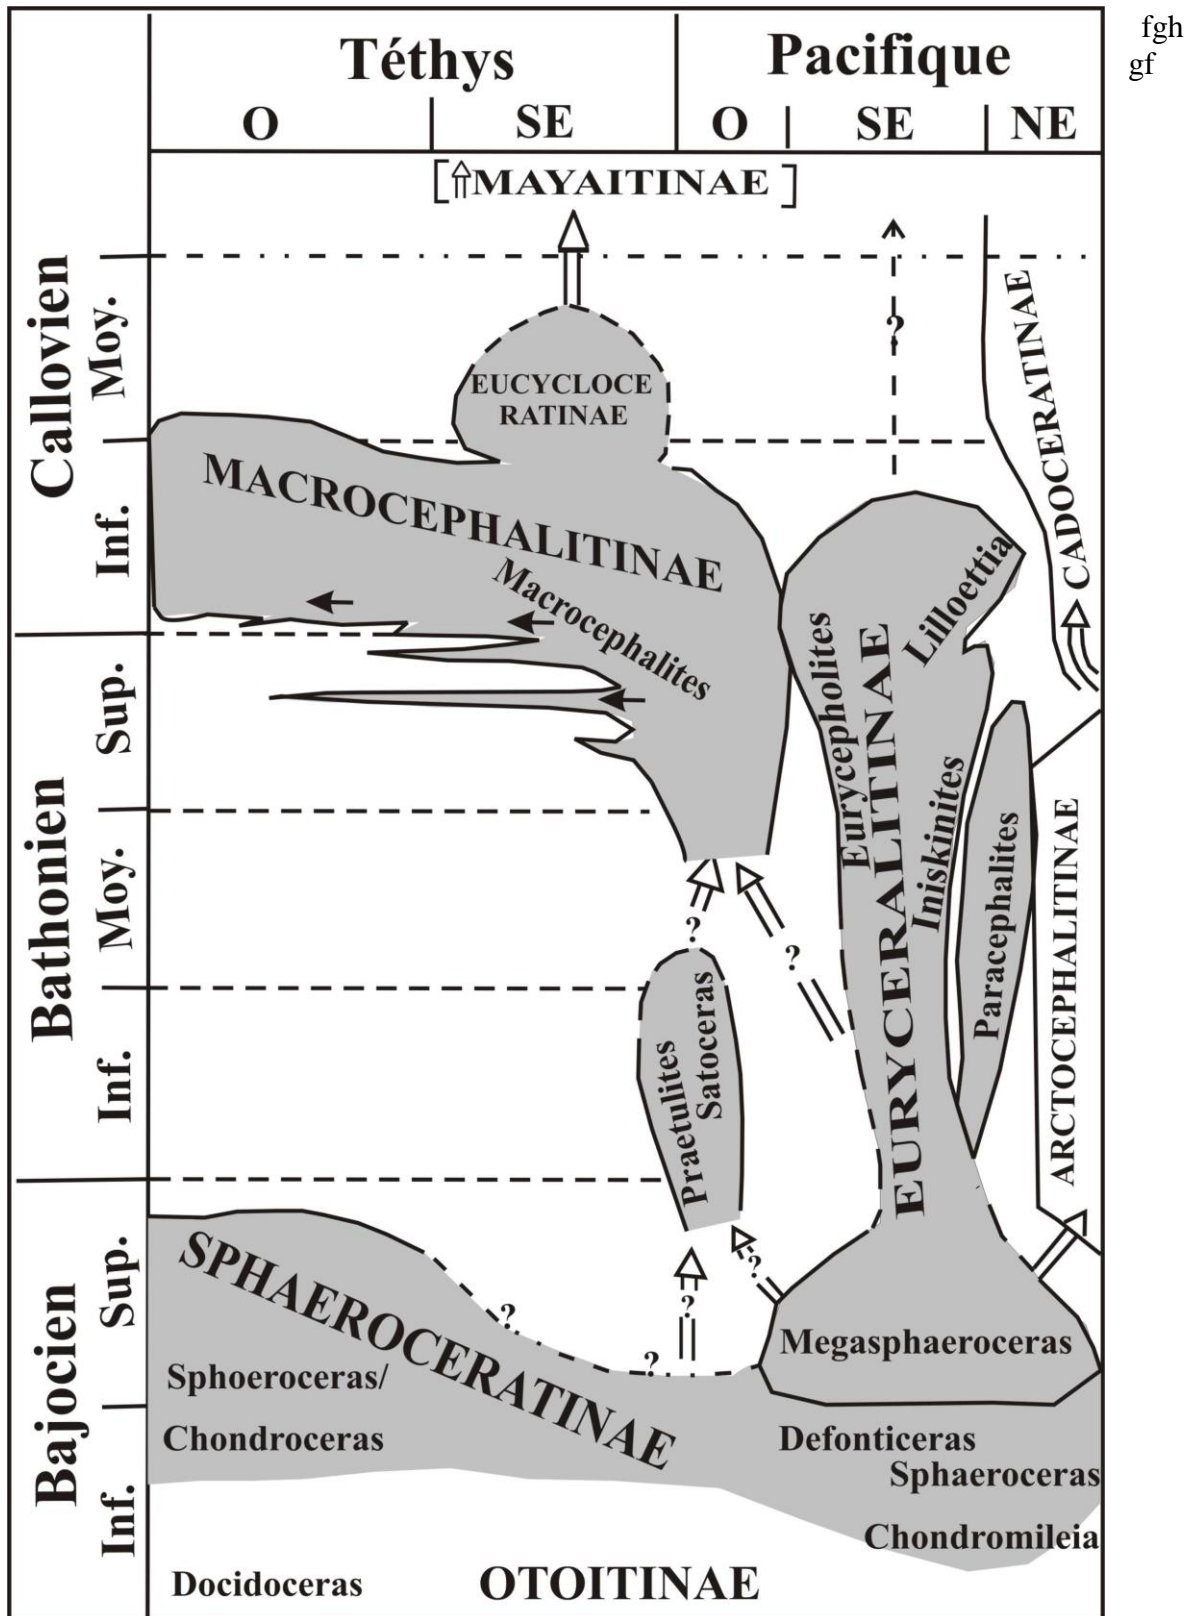 fgh
gf
Téthys
Pacifique
O
SE
O
SE
NE
[⇧MAYAITINAE ]
Callovien
Moy.
Inf.
EUCYCLOCE
RATINAE
?
CADOCERATINAE
MACROCEPHALITINAE
Macrocephalites
Lilloettia
Eurycepholites
EURYCERALITINAE
Iniskinites
Paracephalites
ARCTOCEPHALITINAE
Bathonien
Sup.
Moy.
Inf.
?
?
Praetulites
Satoceras
Bajocien
Sup.
Inf.
SPHAEROCERATINAE
?
?
?
?
Megasphaeroceras
Sphoeroceras/
Chondroceras
Defonticeras
Sphaeroceras
Chondromileia
Docidoceras
OTOITINAE